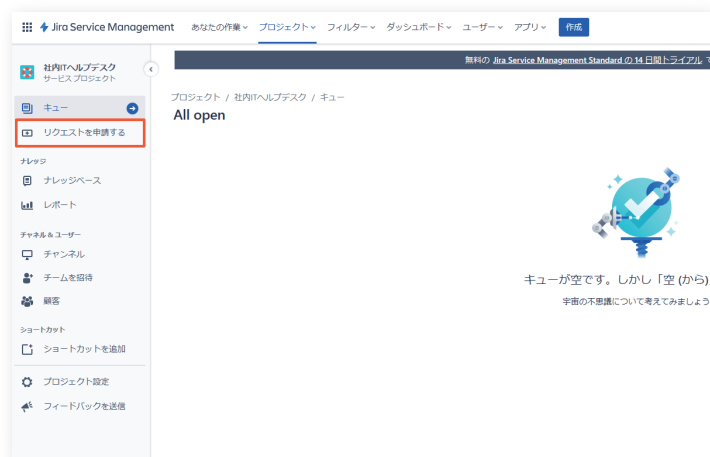 Jira Service Management あなたの作業 プロジェクト フィルター ダッシュボード ユーザー アプリ 作成
無料の Jira Service Management Standard の 14 日間トライアル
社内ITヘルプデスク
サービス プロジェクト
キュー
リクエストを申請する
ナレッジ
ナレッジベース
レポート
チャネル & ユーザー
チャンネル
チームを招待
顧客
ショートカット
ショートカットを追加
プロジェクト設定
フィードバックを送信
プロジェクト / 社内ITヘルプデスク / キュー
All open
キューが空です。しかし「空 (から)
宇宙の不思議について考えてみましょう